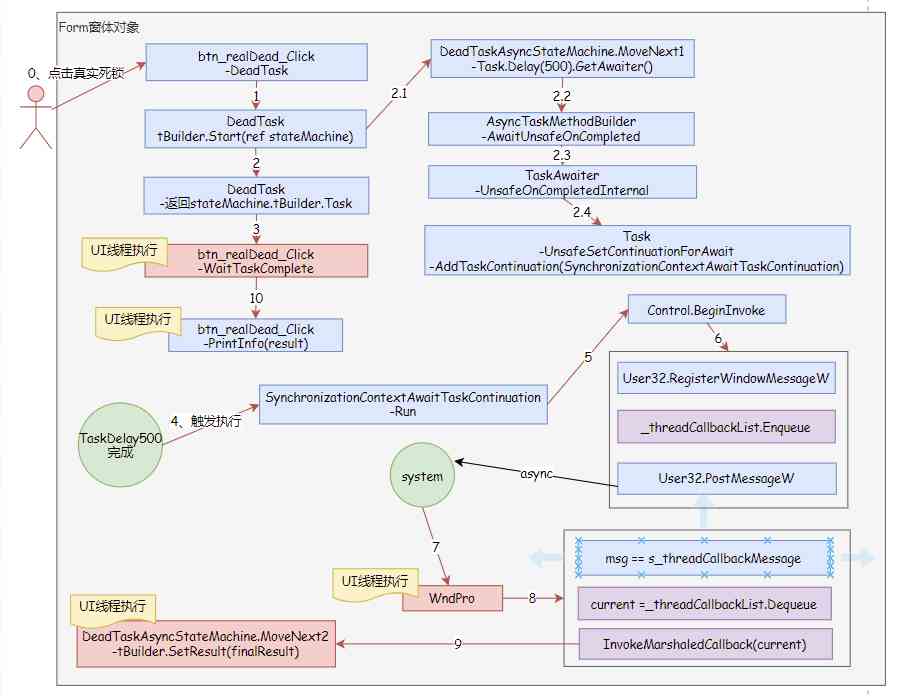 Form窗体对象
0、点击真实死锁
btn_realDead_Click
-DeadTask
1
DeadTask
tBuilder.Start(ref stateMachine)
2
DeadTask
-返回stateMachine.tBuilder.Task
3
UI线程执行
btn_realDead_Click
-WaitTaskComplete
10
UI线程执行
btn_realDead_Click
-PrintInfo(result)
2.1
DeadTaskAsyncStateMachine.MoveNext1
-Task.Delay(500).GetAwaiter()
2.2
AsyncTaskMethodBuilder
-AwaitUnsafeOnCompleted
2.3
TaskAwaiter
-UnsafeOnCompletedInternal
2.4
Task
-UnsafeSetContinuationForAwait
-AddTaskContinuation(SynchronizationContextAwaitTaskContinuation)
TaskDelay500
完成
4、触发执行
SynchronizationContextAwaitTaskContinuation
-Run
5
Control.BeginInvoke
6
User32.RegisterWindowMessageW
_threadCallbackList.Enqueue
User32.PostMessageW
async
system
7
UI线程执行
WndPro
8
msg == s_threadCallbackMessage
current =_threadCallbackList.Dequeue
InvokeMarshaledCallback(current)
9
UI线程执行
DeadTaskAsyncStateMachine.MoveNext2
-tBuilder.SetResult(finalResult)